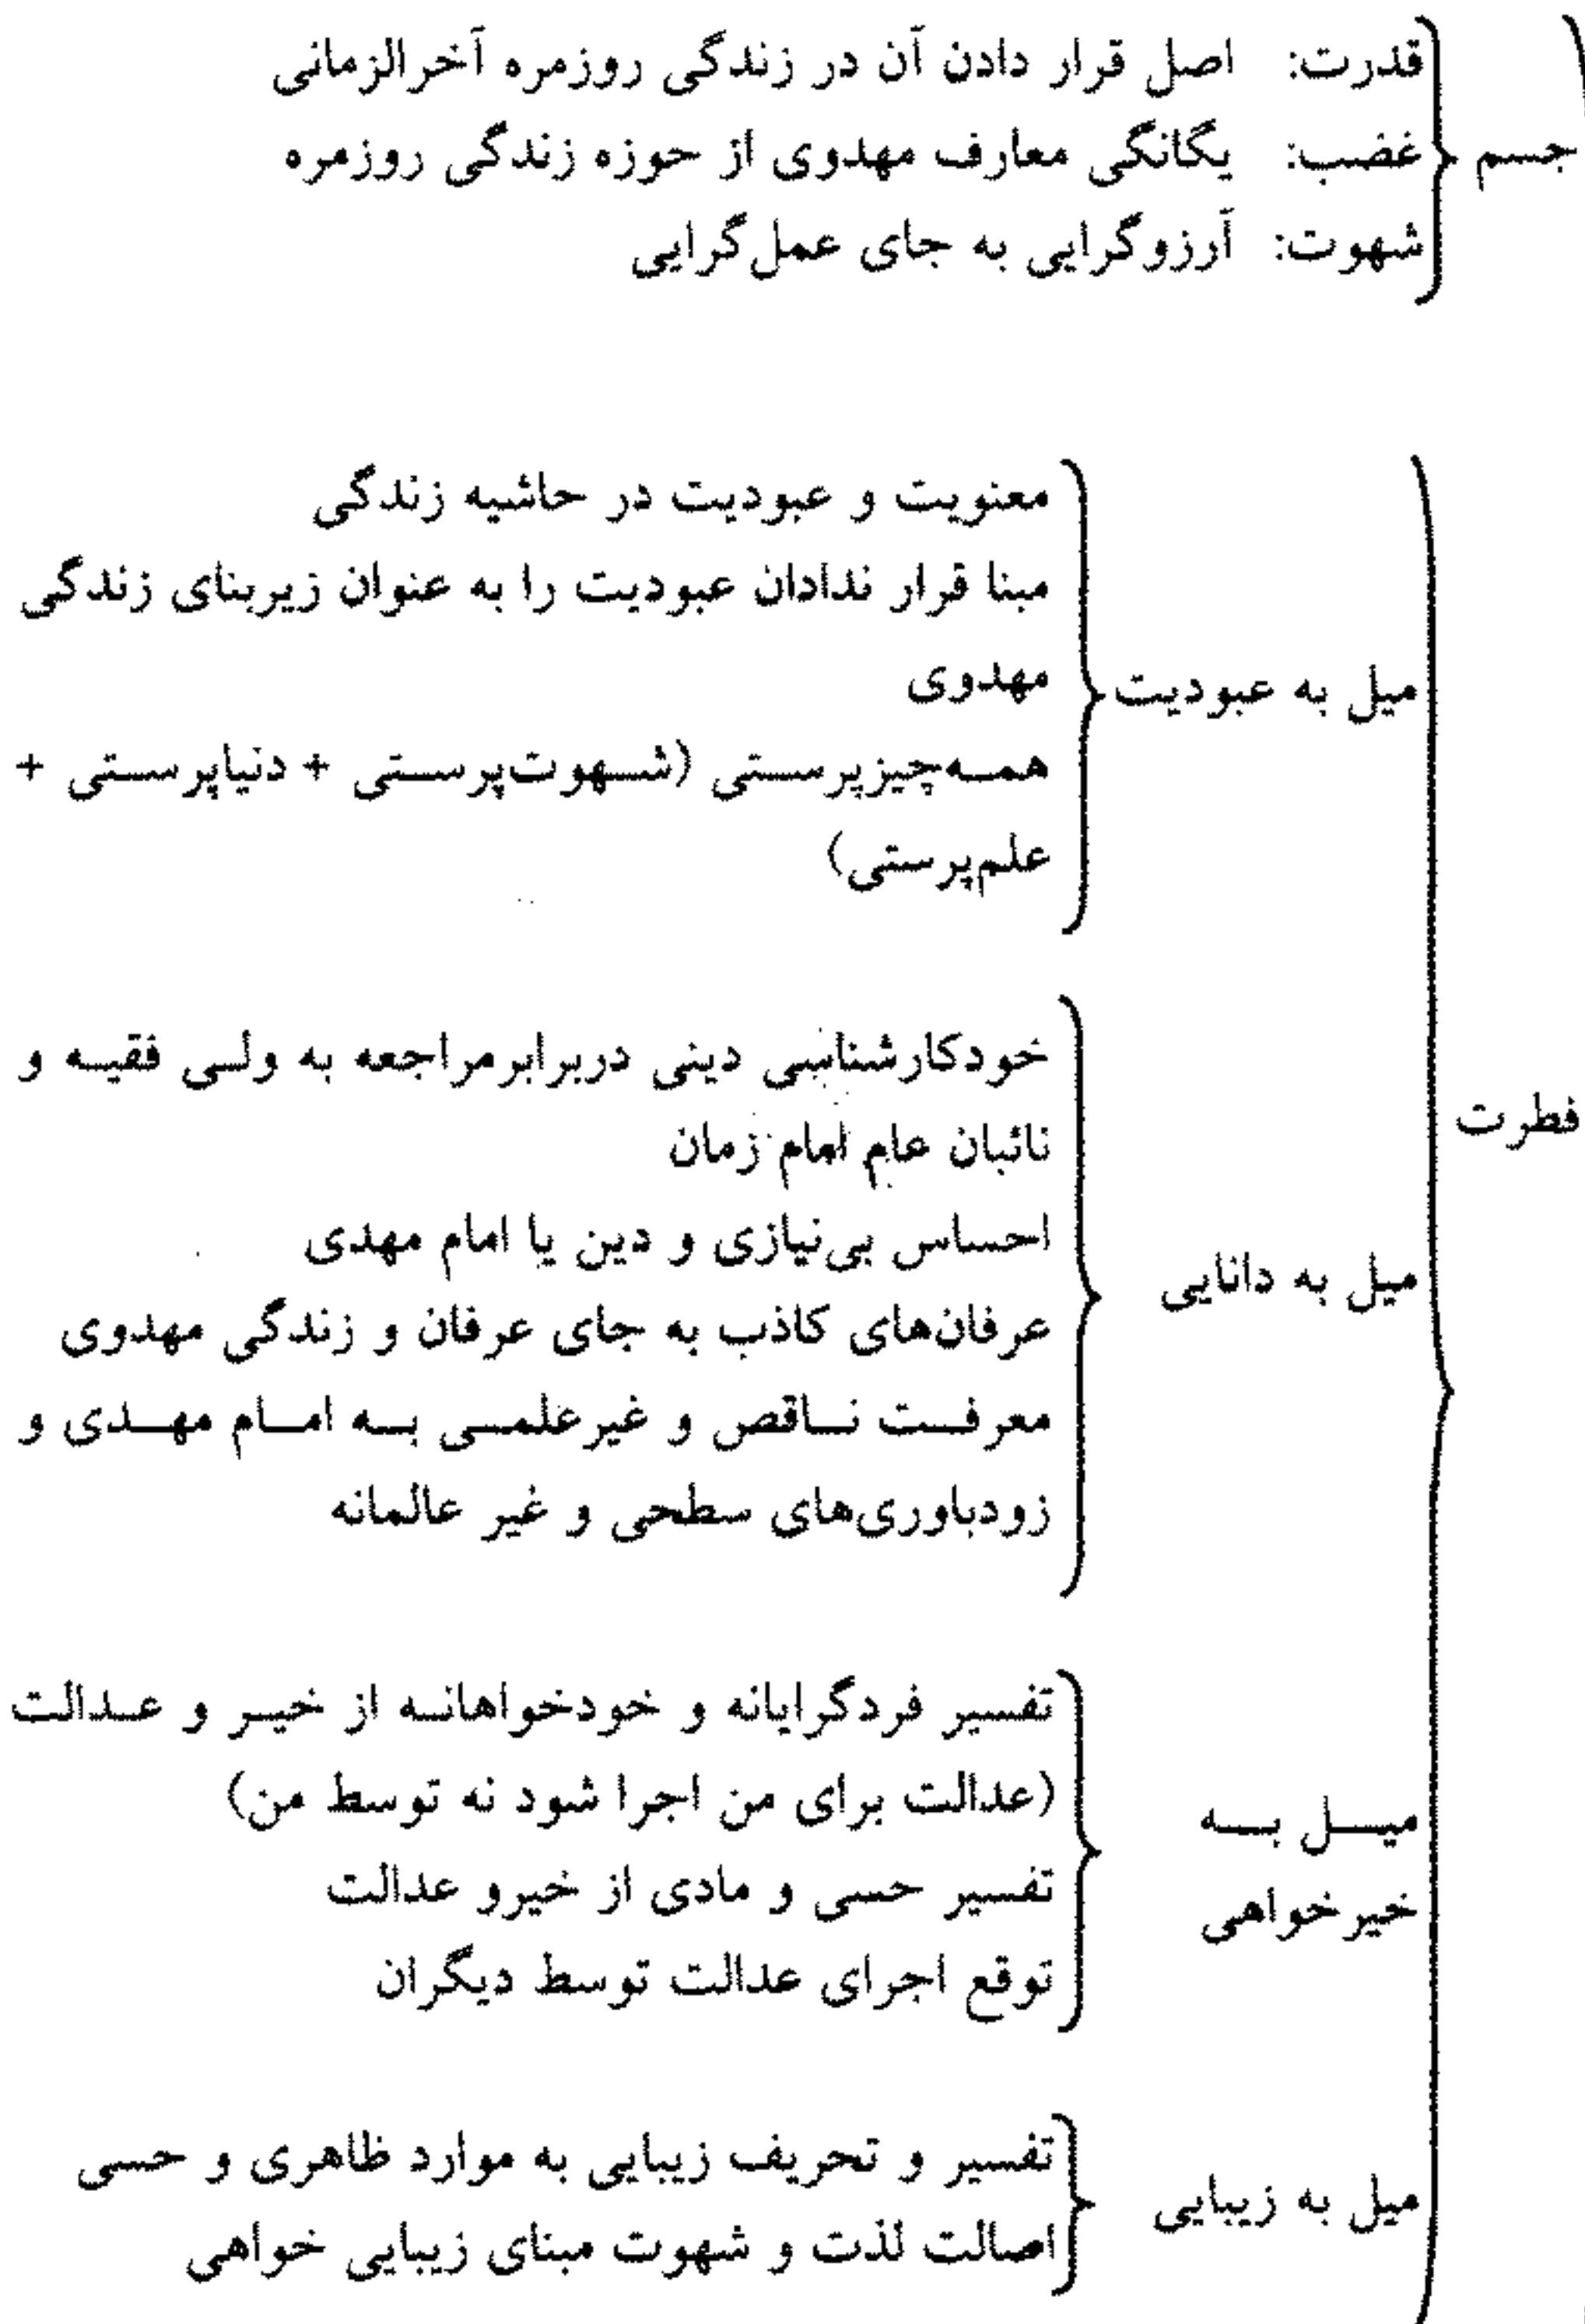 قدرت: اصل قرار دادن آن در زندگی روزمره آخرالزمانی
جسم غضب: یگانگی معارف مهدوی از حوزه زندگی روزمره
شهوت: آرزوگرایی به جای عمل‌گرایی
معنویت و عبودیت در حاشیه زندگی
مبنا قرار ندادان عبودیت را به عنوان زیربنای زندگی
میل به عبودیت مهدوی
همه‌چیزپرستی (شهوت‌پرستی + دنیاپرستی +
علم‌پرستی)
خودکارشناسی دینی دربرابرمراجعه به ولی فقیه و
فطرت نائبان عام امام زمان
احساس بی‌نیازی و دین یا امام مهدی
میل به دانایی
عرفان‌های کاذب به جای عرفان و زندگی مهدوی
معرفت ناقص و غیرعلمی به امام مهدی و
زودباوری‌های سطحی و غیر عالمانه
تفسیر فردگرایانه و خودخواهانه از خیر و عدالت
(عدالت برای من اجرا شود نه توسط من)
میل به
تفسیر حسی و مادی از خیرو عدالت
خیرخواهی
توقع اجرای عدالت توسط دیگران
تفسیر و تحریف زیبایی به موارد ظاهری و حسی
میل به زیبایی
اصالت لذت و شهوت مبنای زیبایی خواهی